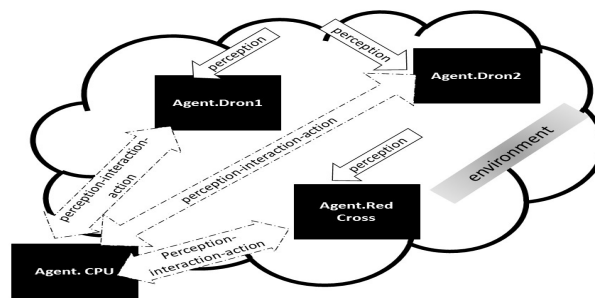 perception
perception
Agent.Dron2
Agent.Dron1
perception-interaction-
action
perception-interaction-action
perception
environment
Agent.Red
Cross
Perception-
interaction-action
Agent. CPU